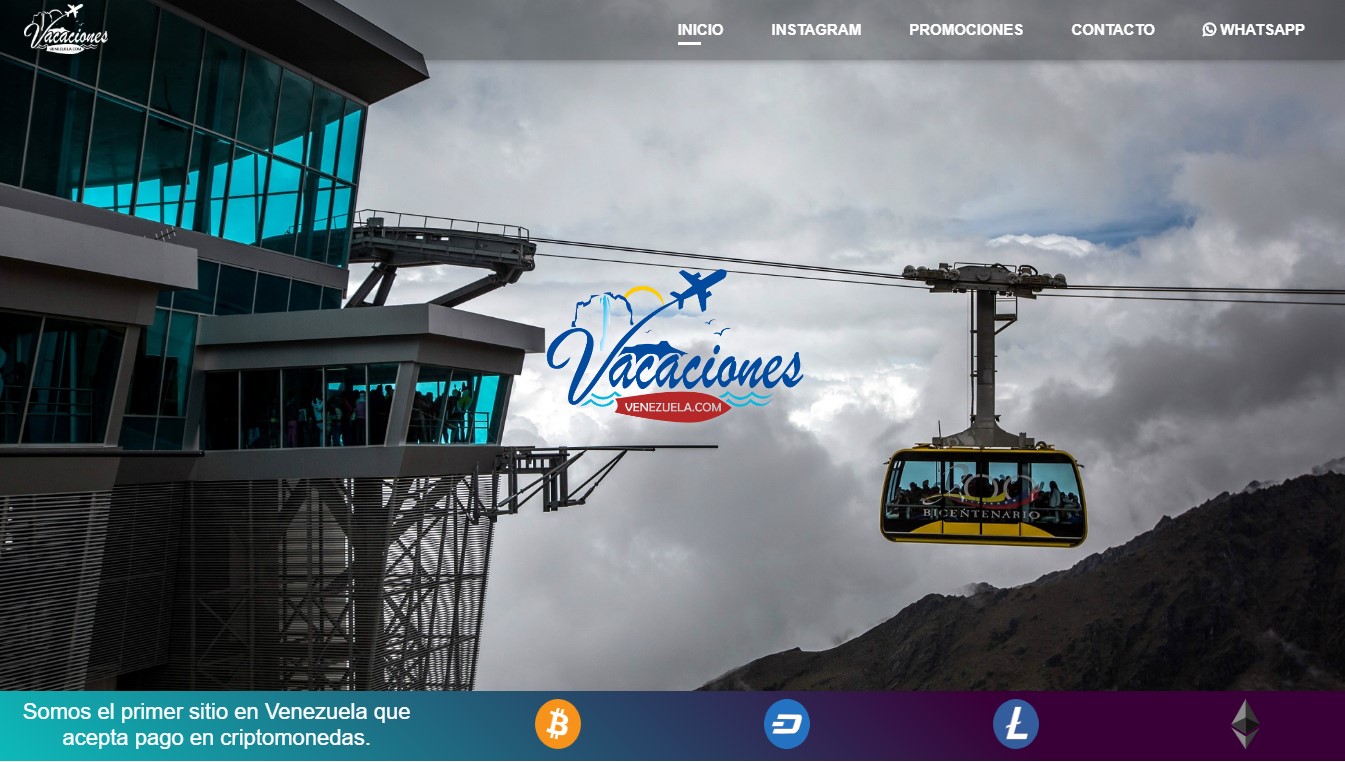 Vacaciones
VENEZUELA.COM
INICIO
INSTAGRAM
PROMOCIONES
CONTACTO
WHATSAPP
Vacaciones
VENEZUELA.COM
200
BICENTENARIO
Somos el primer sitio en Venezuela que
acepta pago en criptomonedas.